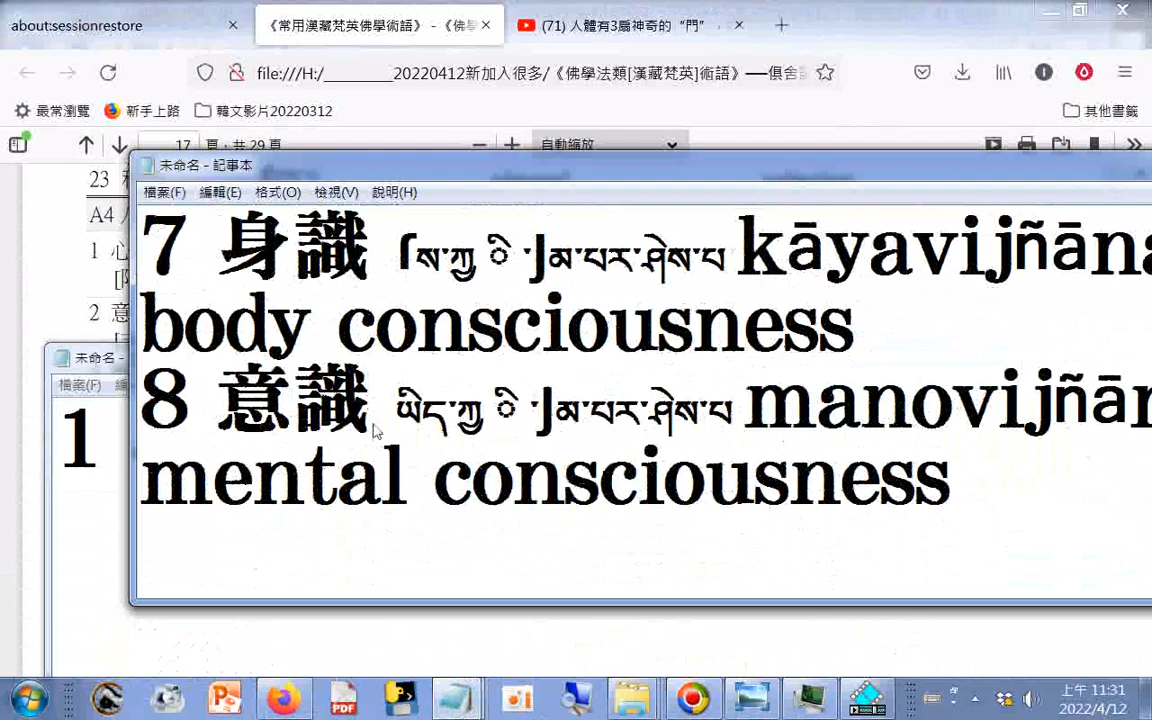 about:sessionrestore
《常用漢藏梵英佛學術語》 - 《佛學
(71) 人體有3扇神奇的“門”
file:///H:/________20220412新加入很多/《佛學法類[漢藏梵英]術語》──俱舍
最常瀏覽 新手上路 韓文影片20220312 其他書籤
17 頁，共 29 頁 自動縮放
23
A4
1 心
2 意
未命名 - 記事本
檔案(F) 編輯(E) 格式(O) 檢視(V) 說明(H)
7 身識 kāyavijñāna
body consciousness
8 意識 ཡིད་ཀྱ ི
mental consciousness
未命名 -
檔案(F) 編
1
PDF
上午 11:31
2022/4/12